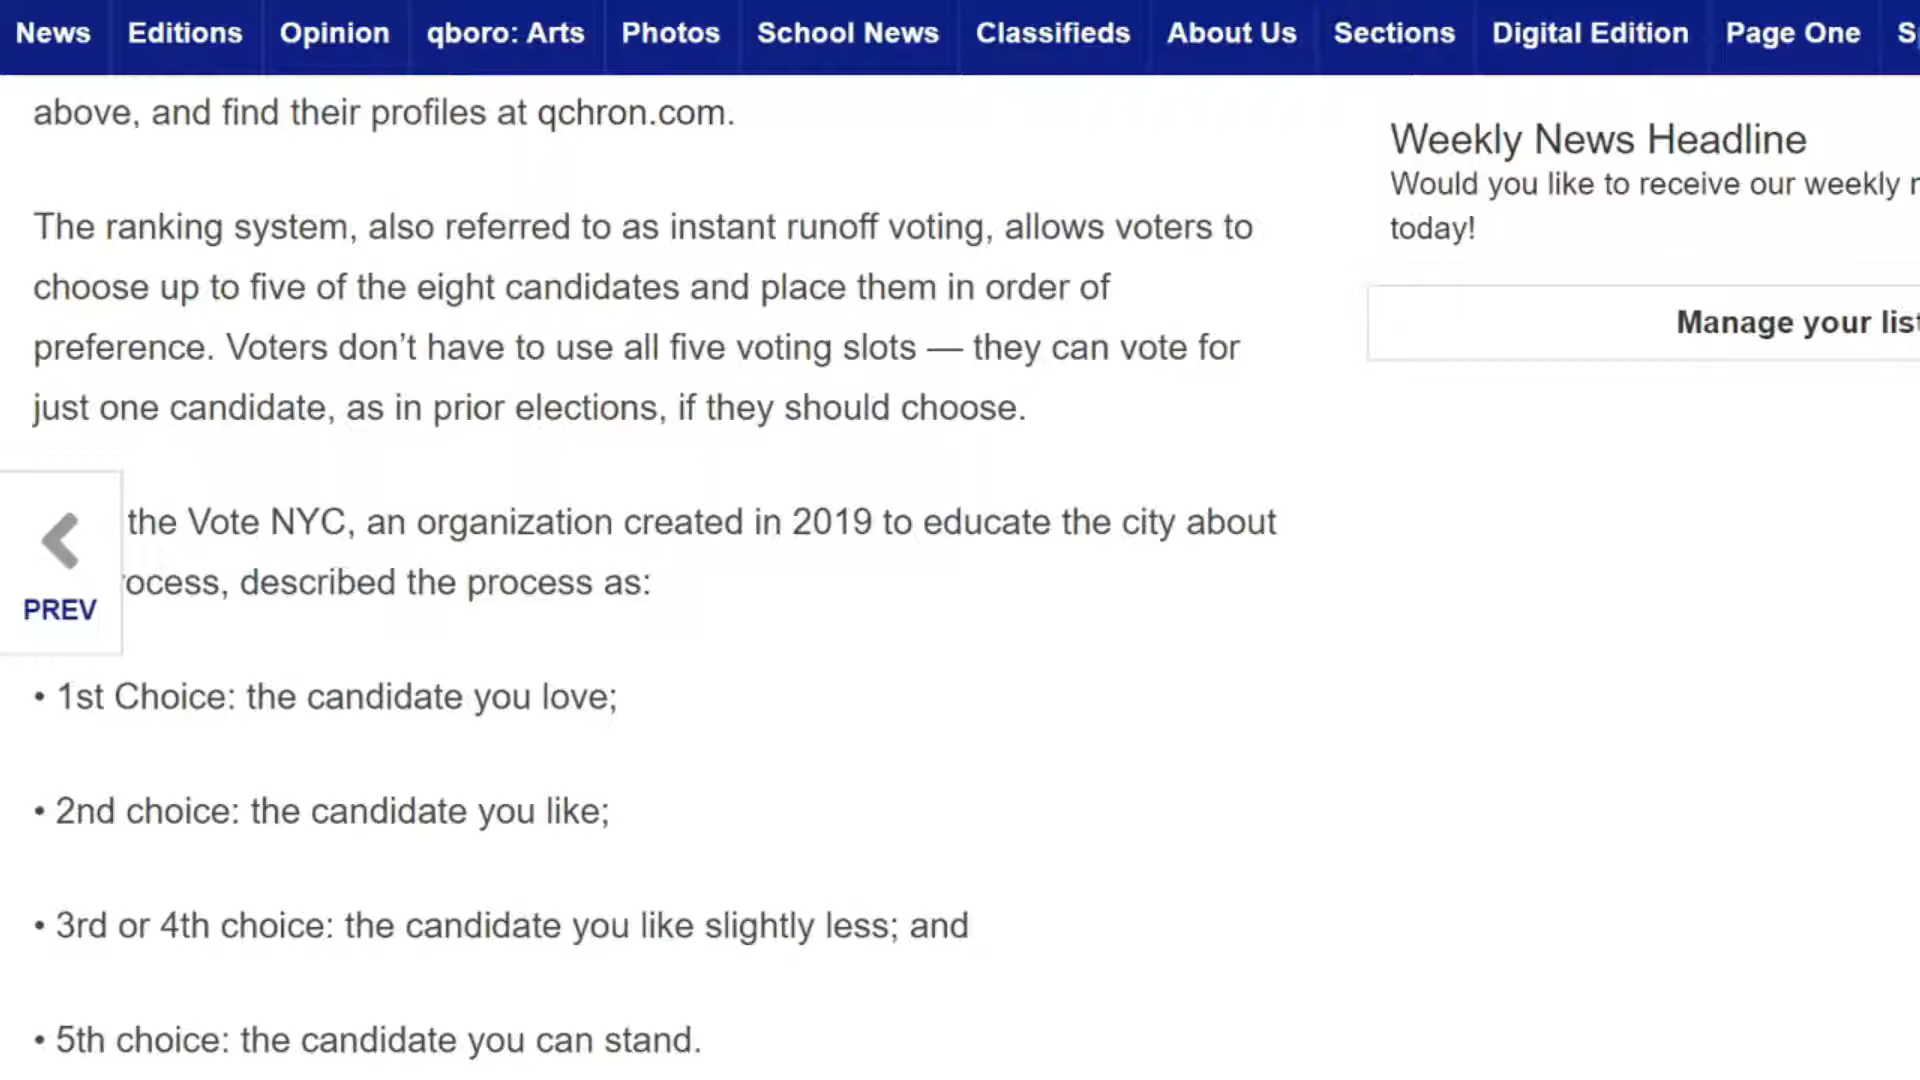 News Editions Opinion qboro: Arts Photos School News Classifieds About Us Sections Digital Edition Page One
above, and find their profiles at qchron.com.
The ranking system, also referred to as instant runoff voting, allows voters to
choose up to five of the eight candidates and place them in order of
preference. Voters don’t have to use all five voting slots — they can vote for
just one candidate, as in prior elections, if they should choose.
the Vote NYC, an organization created in 2019 to educate the city about
ocess, described the process as:
PREV
• 1st Choice: the candidate you love;
• 2nd choice: the candidate you like;
• 3rd or 4th choice: the candidate you like slightly less; and
• 5th choice: the candidate you can stand.
Weekly News Headline
Would you like to receive our weekly
today!
Manage your list